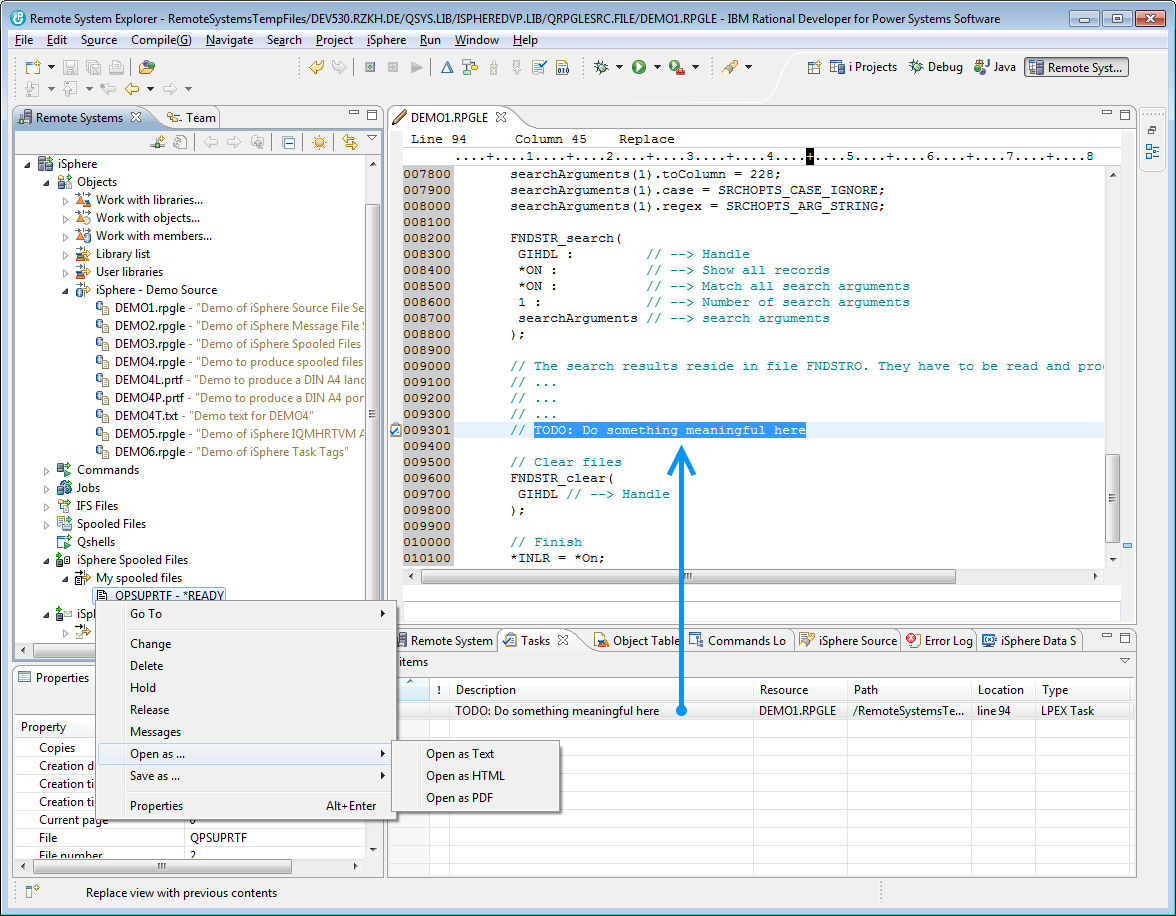 Remote System Explorer - RemoteSystemsTempFiles/DEV530.RZKH.DE/QSYS.LIB/ISPHEREDVP.LIB/QRPGLESRC.FILE/DEMO1.RPGLE - IBM Rational Developer for Power Systems Software
File Edit Source Compile(G) Navigate Search Project iSphere Run Window Help
i Projects Debug Java Remote Syst...
Remote Systems Team
iSphere
Objects
Work with libraries...
Work with objects...
Work with members...
Library list
User libraries
iSphere - Demo Source
DEMO1.rpgle - "Demo of iSphere Source File Se
DEMO2.rpgle - "Demo of iSphere Message File S
DEMO3.rpgle - "Demo of iSphere Spooled Files
DEMO4.rpgle - "Demo to produce spooled files
DEMO4L.prtf - "Demo to produce a DIN A4 lanc
DEMO4P.prtf - "Demo to produce a DIN A4 por
DEMO4T.txt - "Demo text for DEMO4"
DEMO5.rpgle - "Demo of iSphere IQMHRTVM A
DEMO6.rpgle - "Demo of iSphere Task Tags"
Commands
Jobs
IFS Files
Spooled Files
Qshells
iSphere Spooled Files
My spooled files
QPSUPRTF - *READY
iSpl
Go To
Change
Delete
Hold
Release
Messages
Open as ...
Save as ...
Properties Alt+Enter
Open as Text
Open as HTML
Open as PDF
Properties
Property
Copies
Creation da
Creation ti
Creation ti
Current page 0
File QPSUPRTF
File number 2
DEMO1.RPGLE
Line 94 Column 45 Replace
....+....1....+....2....+....3....+....4....+....5....+....6....+....7....+....8
007800 searchArguments(1).toColumn = 228;
007900 searchArguments(1).case = SRCHOPTS_CASE_IGNORE;
008000 searchArguments(1).regex = SRCHOPTS_ARG_STRING;
008100
008200 FNDSTR_search(
008300 GIHDL : // --> Handle
008400 *ON : // --> Show all records
008500 *ON : // --> Match all search arguments
008600 1 : // --> Number of search arguments
008700 searchArguments // --> search arguments
008800 );
008900
009000 // The search results reside in file FNDSTRO. They have to be read and proc
009100 // ...
009200 // ...
009300 // ...
009301 // TODO: Do something meaningful here
009400
009500 // Clear files
009600 FNDSTR_clear(
009700 GIHDL // --> Handle
009800 );
009900
010000 // Finish
010100 *INLR = *On;
Remote System Tasks Object Table Commands Lo iSphere Source Error Log iSphere Data S
items
! Description Resource Path Location Type
TODO: Do something meaningful here DEMO1.RPGLE /RemoteSystemsTe... line 94 LPEX Task
Replace view with previous contents